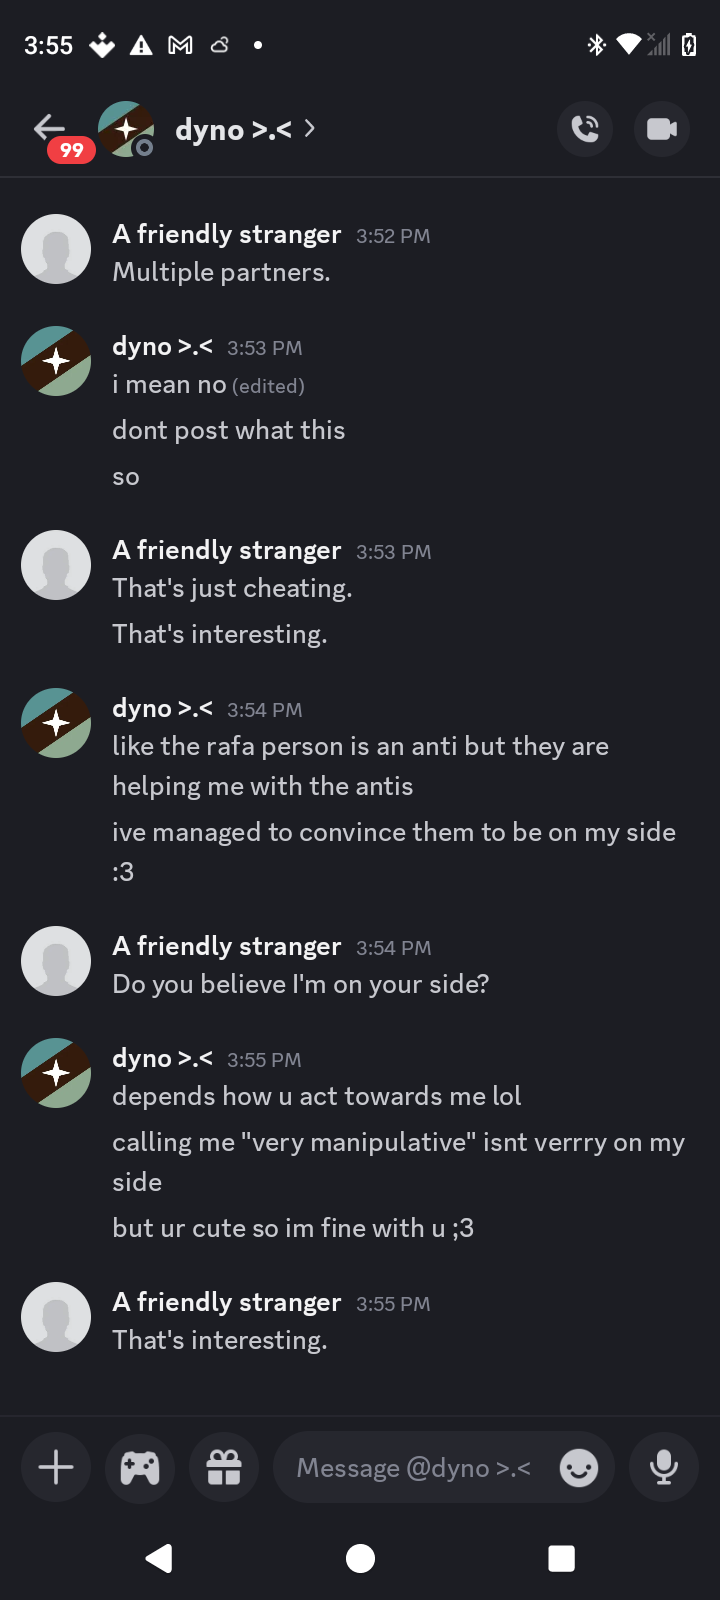 3:55
99
dyno >.<
A friendly stranger 3:52 PM
Multiple partners.
dyno >.< 3:53 PM
i mean no (edited)
dont post what this
so
A friendly stranger 3:53 PM
That's just cheating.
That's interesting.
dyno >.< 3:54 PM
like the rafa person is an anti but they are
helping me with the antis
ive managed to convince them to be on my side
:3
A friendly stranger 3:54 PM
Do you believe I'm on your side?
dyno >.< 3:55 PM
depends how u act towards me lol
calling me "very manipulative" isnt verrry on my
side
but ur cute so im fine with u ;3
A friendly stranger 3:55 PM
That's interesting.
Message @dyno >.<